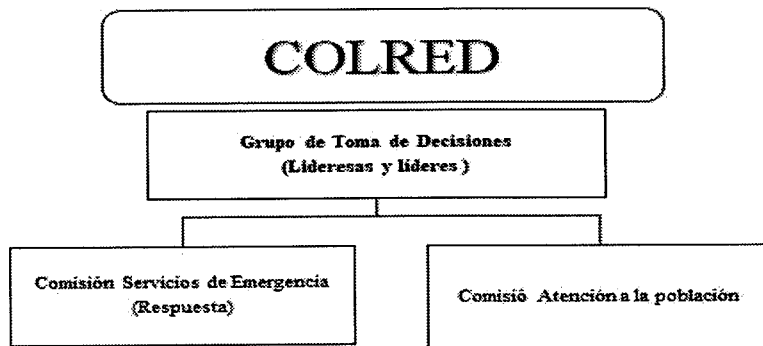 COLRED
Grupo de Toma de Decisiones
(Lideresas y líderes )
Comisión Servicios de Emergencia
(Respuesta)
Comisió Atención a la población